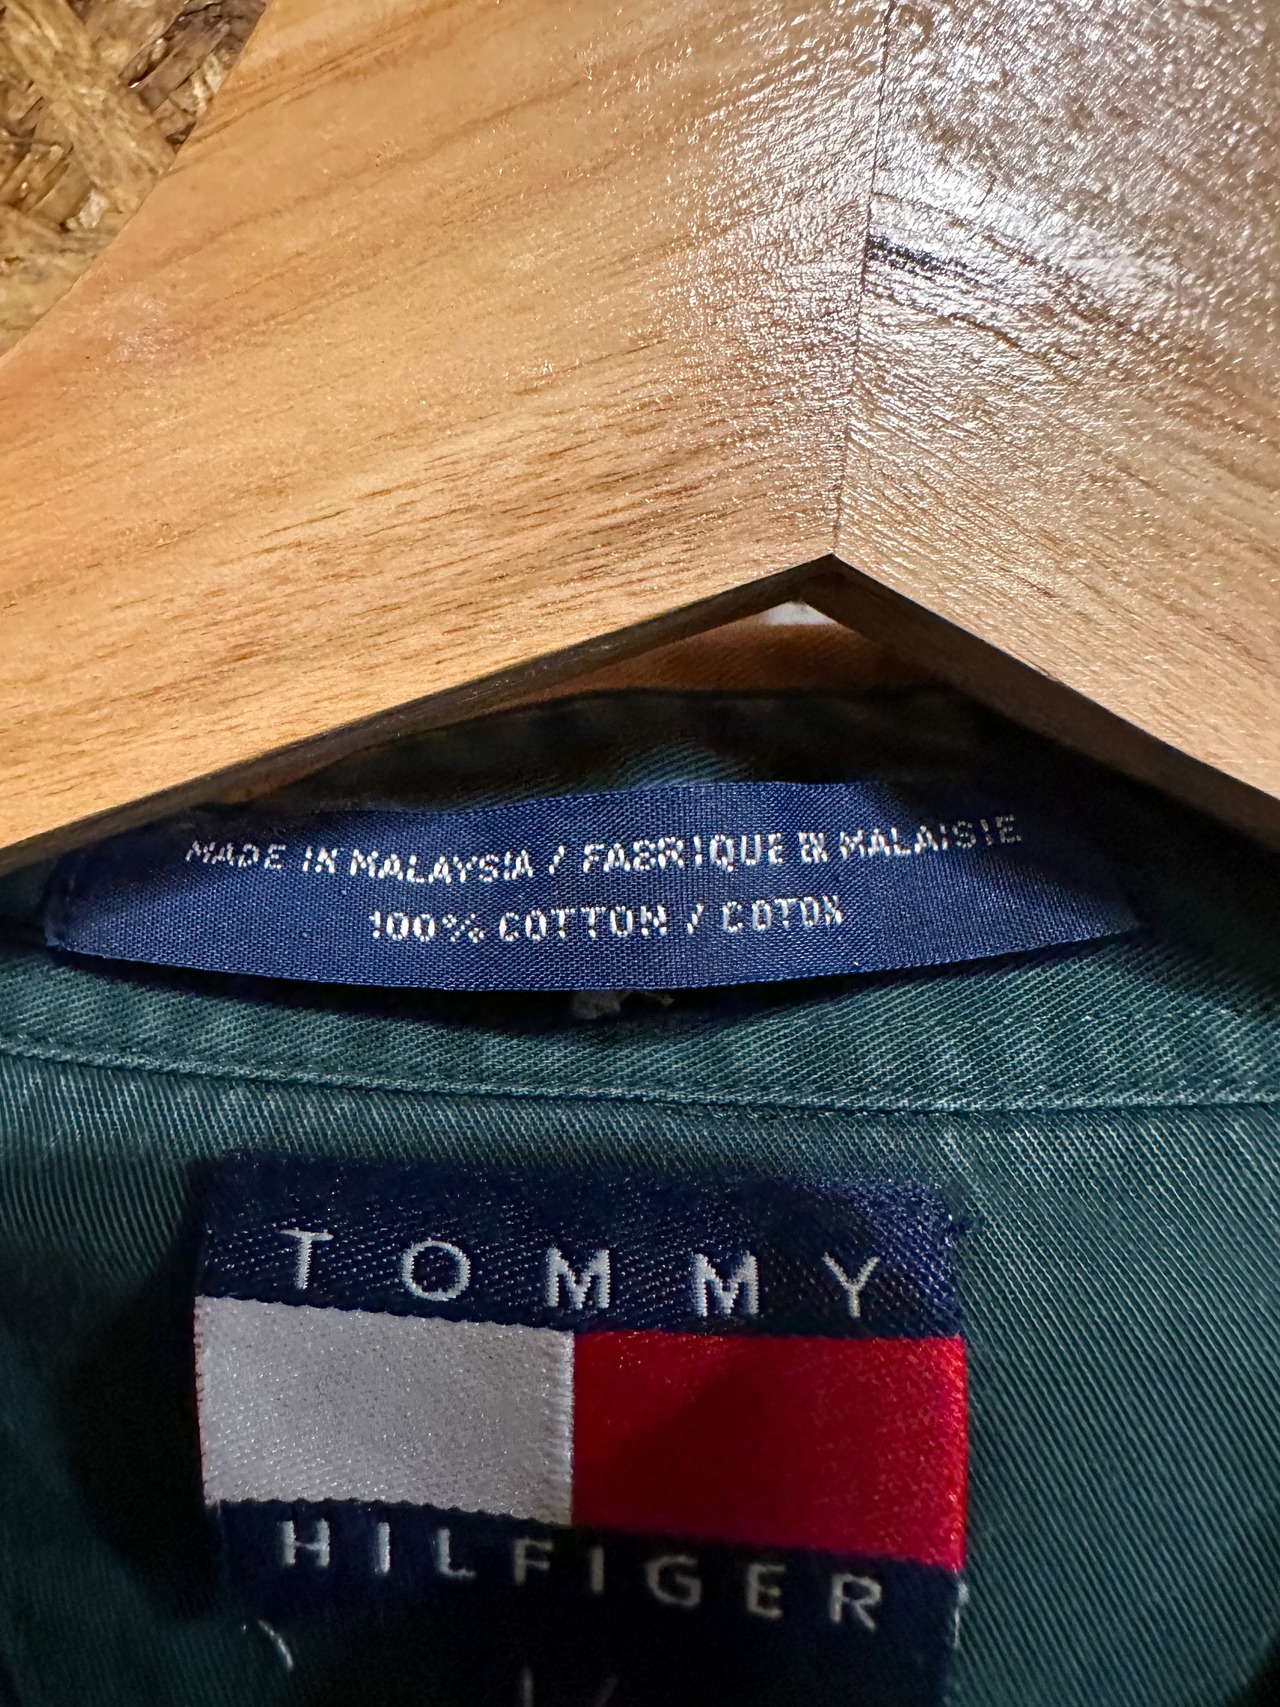 MADE IN MALAYSIA / FABRIQUE EN MALAISIE
100% COTTON / COTON
TOMMY
HILFIGER